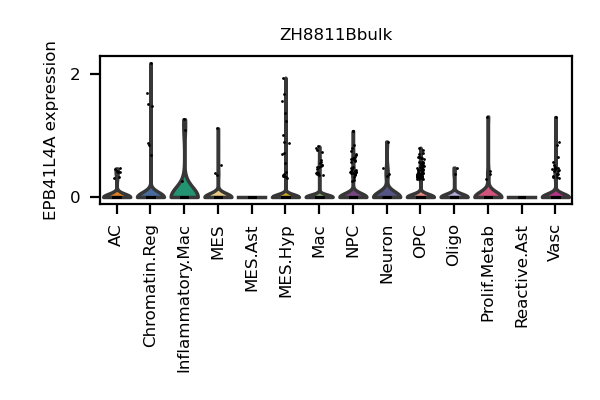 ZH8811Bbulk
EPB41L4A expression
2
0
AC
Chromatin.Reg
Inflammatory.Mac
MES
MES.Ast
MES.Hyp
Mac
NPC
Neuron
OPC
Oligo
Prolif.Metab
Reactive.Ast
Vasc